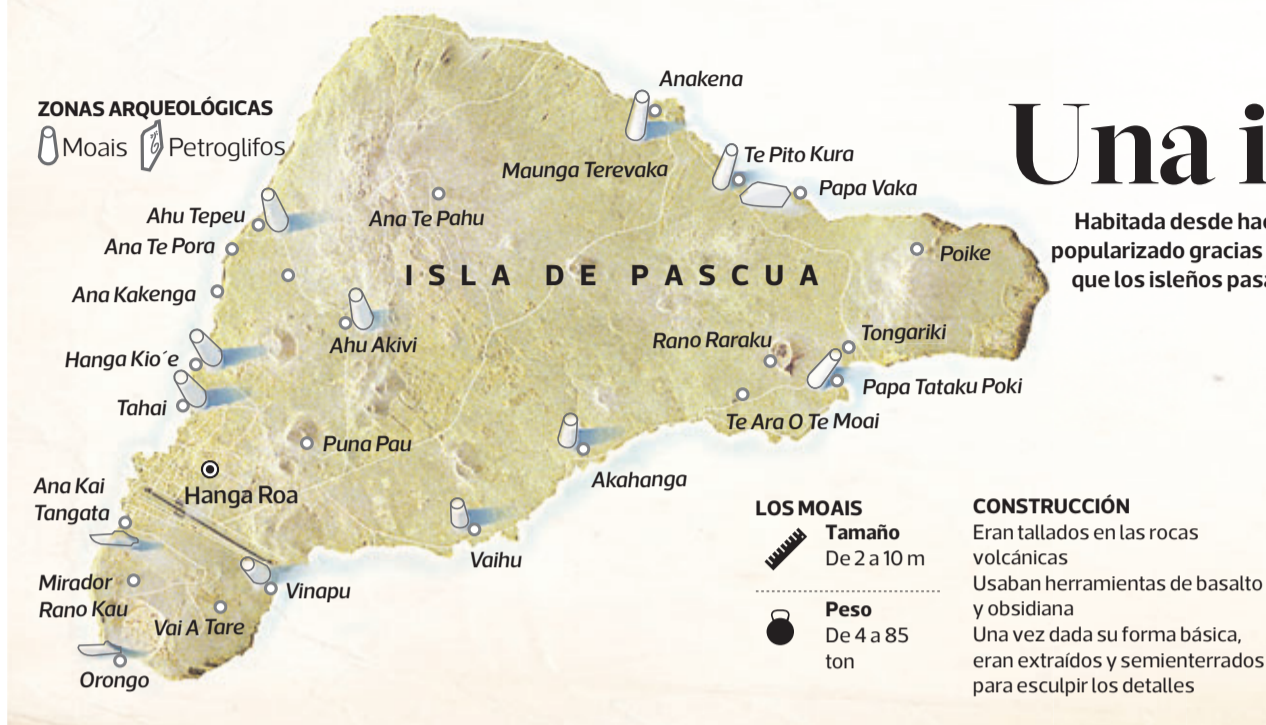 ZONAS ARQUEOLÓGICAS
Moais
Petroglifos
Anakena
Maunga Terevaka
Te Pito Kura
Papa Vaka
Ahu Tepeu
Ana Te Pahu
Ana Te Pora
Poike
ISLA DE PASCUA
Ana Kakenga
Ahu Akivi
Rano Raraku
Tongariki
Hanga Kio´e
Papa Tataku Poki
Tahai
Te Ara O Te Moai
Puna Pau
Akahanga
Hanga Roa
Ana Kai
Tangata
Vaihu
Mirador
Rano Kau
Vinapu
Vai A Tare
Orongo
Una i
Habitada desde hac
popularizado gracias
que los isleños pasa
LOS MOAIS
Tamaño
De 2 a 10 m
Peso
De 4 a 85
ton
CONSTRUCCIÓN
Eran tallados en las rocas
volcánicas
Usaban herramientas de basalto
y obsidiana
Una vez dada su forma básica,
eran extraídos y semienterrados
para esculpir los detalles